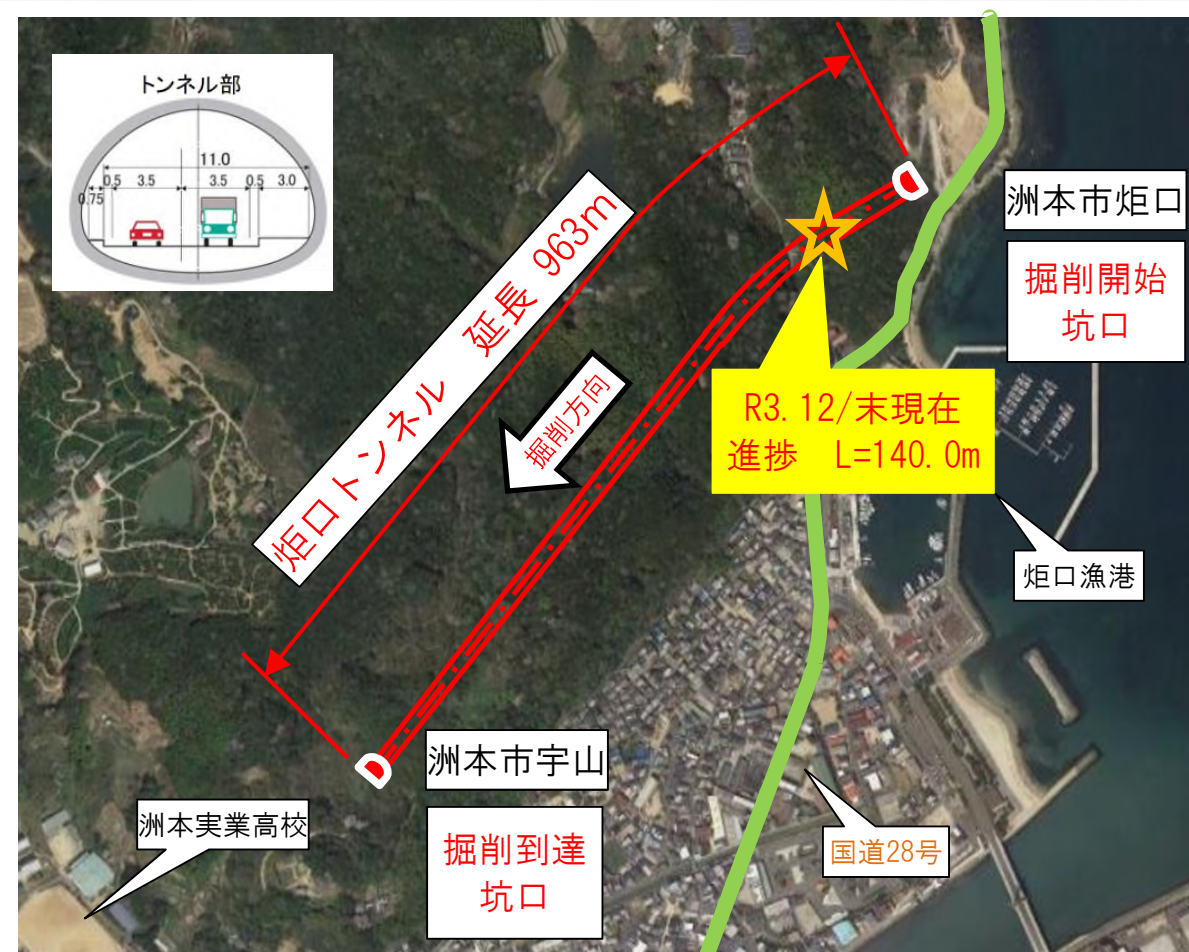 トンネル部
11.0
0.5 3.5 3.5 0.5 3.0
0.75
炬口トンネル 延長 963m
掘削方向
洲本市炬口
掘削開始
坑口
R3.12/末現在
進捗 L=140.0m
炬口漁港
洲本市宇山
掘削到達
坑口
洲本実業高校
国道28号